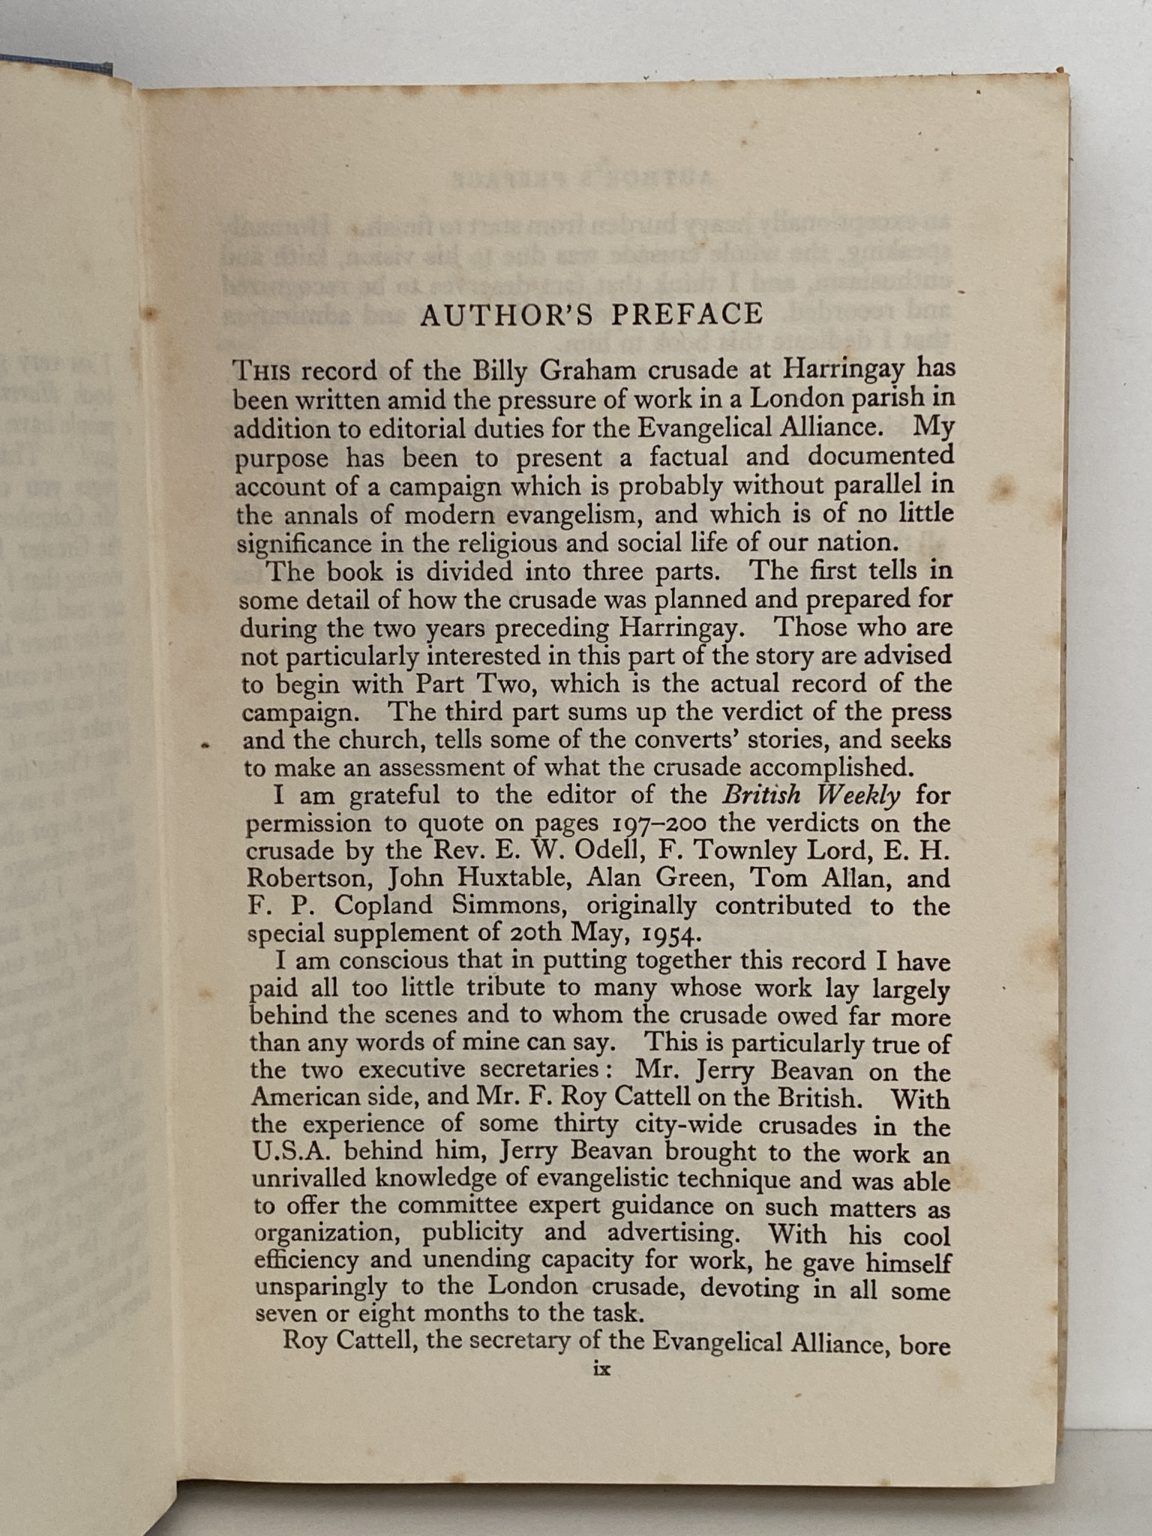 AUTHOR'S PREFACE
THIS record of the Billy Graham crusade at Harringay has
been written amid the pressure of work in a London parish in
addition to editorial duties for the Evangelical Alliance. My
purpose has been to present a factual and documented
account of a campaign which is probably without parallel in
the annals of modern evangelism, and which is of no little
significance in the religious and social life of our nation.
The book is divided into three parts. The first tells in
some detail of how the crusade was planned and prepared for
during the two years preceding Harringay. Those who are
not particularly interested in this part of the story are advised
to begin with Part Two, which is the actual record of the
campaign. The third part sums up the verdict of the press
and the church, tells some of the converts' stories, and seeks
to make an assessment of what the crusade accomplished.
I am grateful to the editor of the British Weekly for
permission to quote on pages 197–200 the verdicts on the
crusade by the Rev. E. W. Odell, F. Townley Lord, E. H.
Robertson, John Huxtable, Alan Green, Tom Allan, and
F. P. Copland Simmons, originally contributed to the
special supplement of 20th May, 1954.
I am conscious that in putting together this record I have
paid all too little tribute to many whose work lay largely
behind the scenes and to whom the crusade owed far more
than any words of mine can say. This is particularly true of
the two executive secretaries: Mr. Jerry Beavan on the
American side, and Mr. F. Roy Cattell on the British. With
the experience of some thirty city-wide crusades in the
U.S.A. behind him, Jerry Beavan brought to the work an
unrivalled knowledge of evangelistic technique and was able
to offer the committee expert guidance on such matters as
organization, publicity and advertising. With his cool
efficiency and unending capacity for work, he gave himself
unsparingly to the London crusade, devoting in all some
seven or eight months to the task.
Roy Cattell, the secretary of the Evangelical Alliance, bore
ix